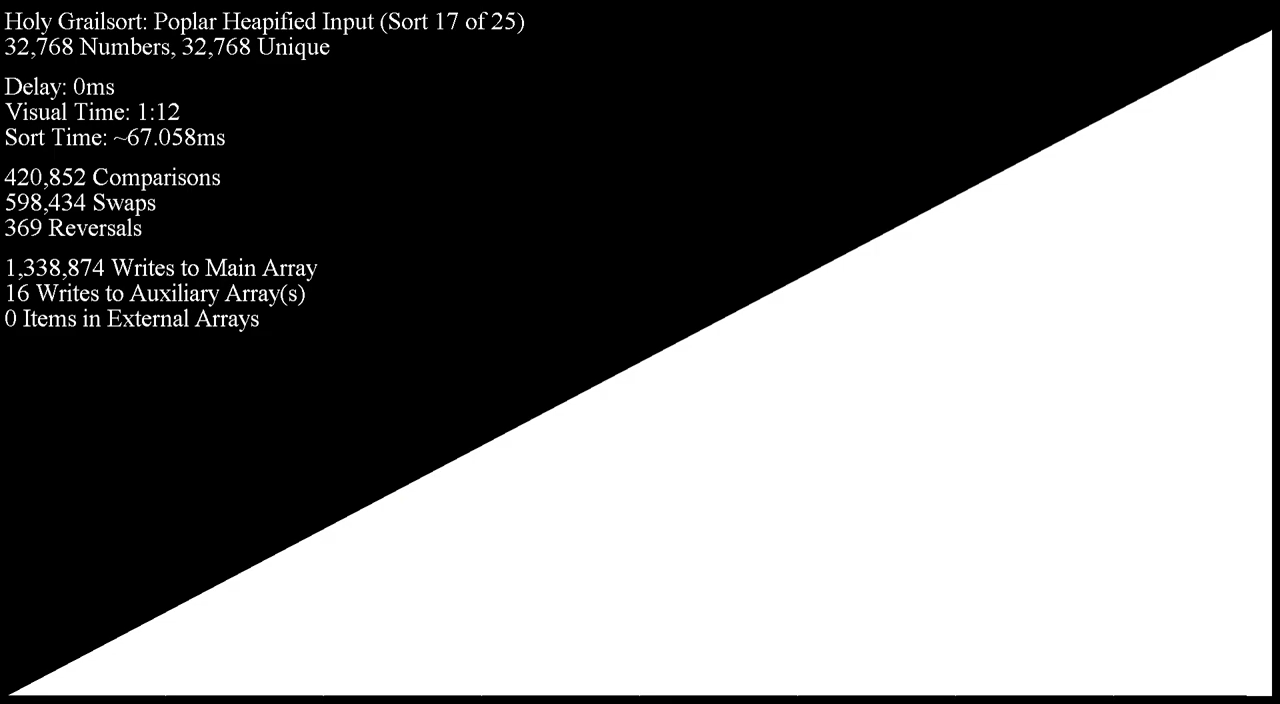 Holy Grailsort: Poplar Heapified Input (Sort 17 of 25)
32,768 Numbers, 32,768 Unique
Delay: 0ms
Visual Time: 1:12
Sort Time: ~67.058ms
420,852 Comparisons
598,434 Swaps
369 Reversals
1,338,874 Writes to Main Array
16 Writes to Auxiliary Array(s)
0 Items in External Arrays